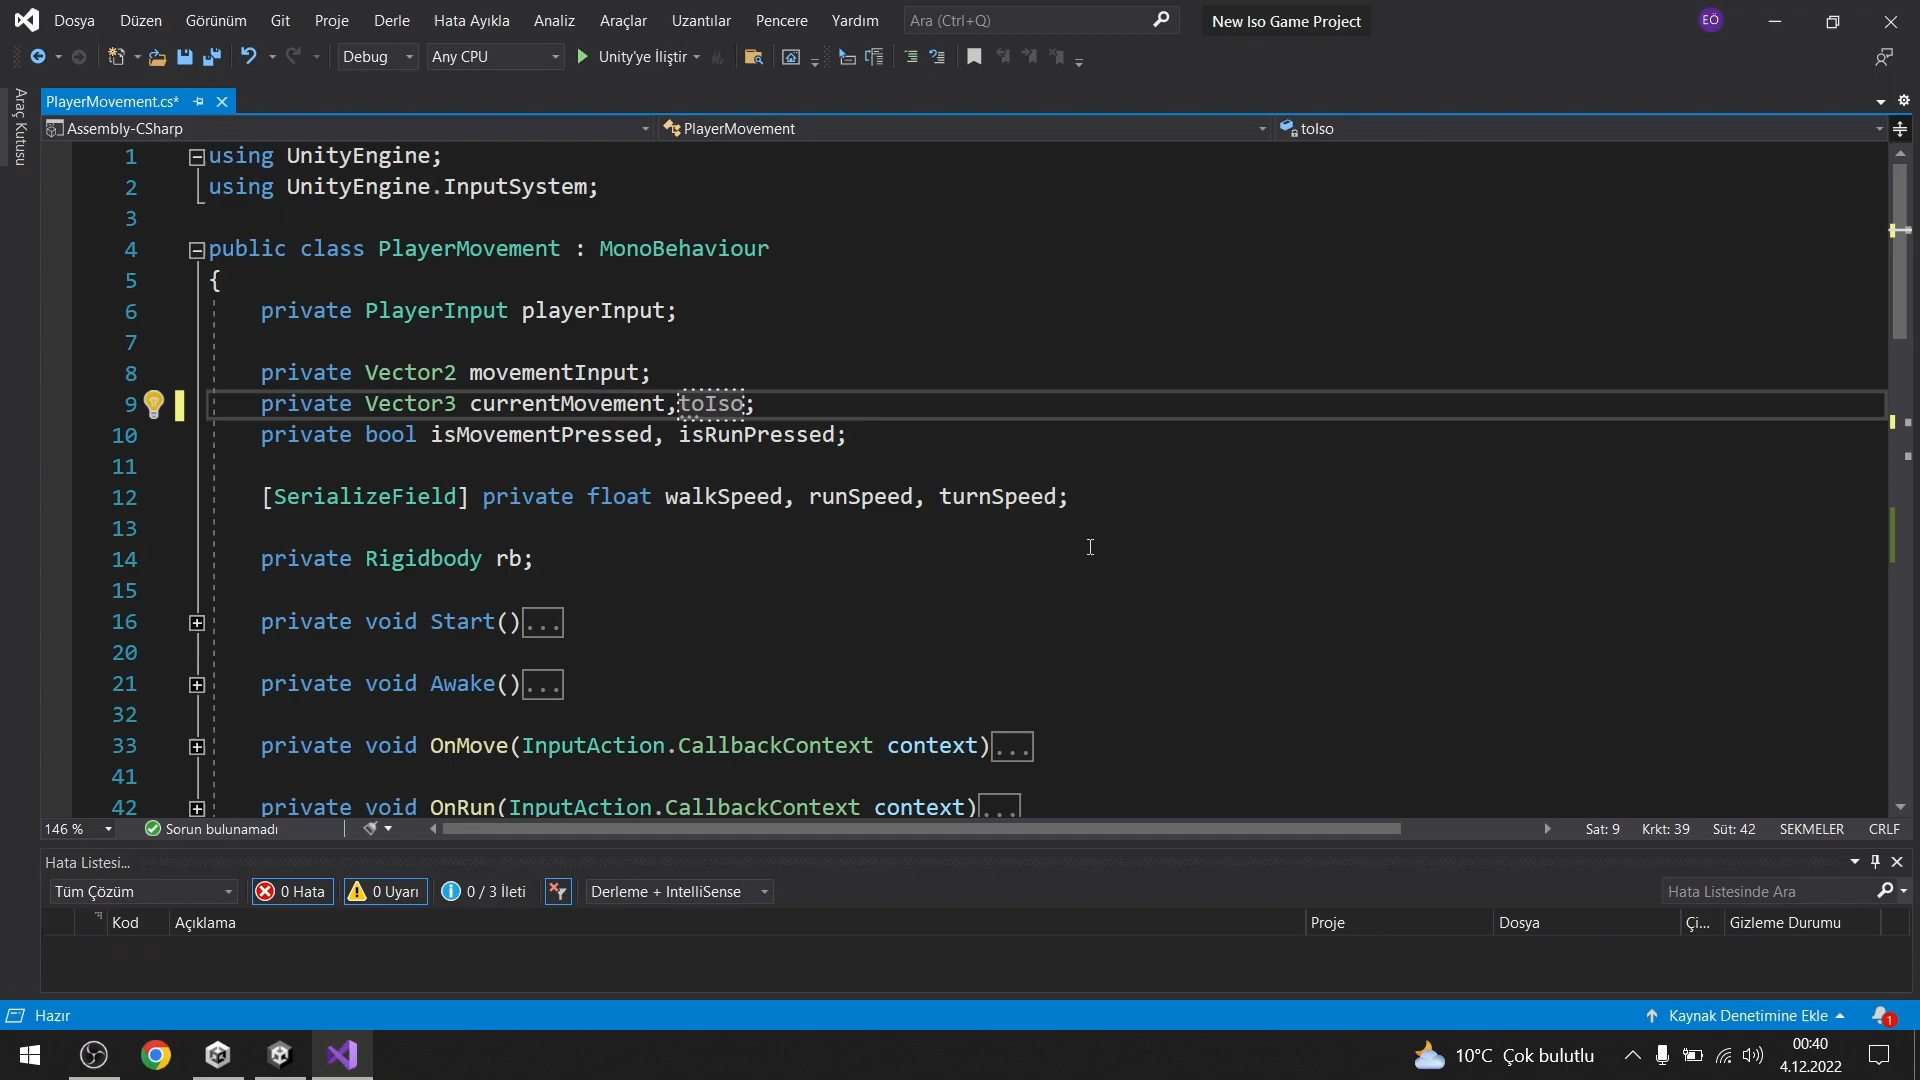 Dosya Düzen Görünüm Git Proje Derle Hata Ayıkla Analiz Araçlar Uzantılar Pencere Yardım Ara (Ctrl+Q) New Iso Game Project EÖ
Debug Any CPU Unity'ye İliştir
Araç Kutusu
PlayerMovement.cs*
Assembly-CSharp PlayerMovement toIso
1 using UnityEngine;
2 using UnityEngine.InputSystem;
3
4 public class PlayerMovement : MonoBehaviour
5 {
6 private PlayerInput playerInput;
7
8 private Vector2 movementInput;
9 private Vector3 currentMovement,toIso;
10 private bool isMovementPressed, isRunPressed;
11
12 [SerializeField] private float walkSpeed, runSpeed, turnSpeed;
13
14 private Rigidbody rb;
15
16 private void Start()...
20
21 private void Awake()...
32
33 private void OnMove(InputAction.CallbackContext context)...
41
42 private void OnRun(InputAction.CallbackContext context)...
146 % Sorun bulunamadı Sat: 9 Krkt: 39 Süt: 42 SEKMELER CRLF
Hata Listesi...
Tüm Çözüm 0 Hata 0 Uyarı 0 / 3 İleti Derleme + IntelliSense Hata Listesinde Ara
Kod Açıklama Proje Dosya Çi... Gizleme Durumu
Hazır Kaynak Denetimine Ekle 1
10°C Çok bulutlu 00:40
4.12.2022